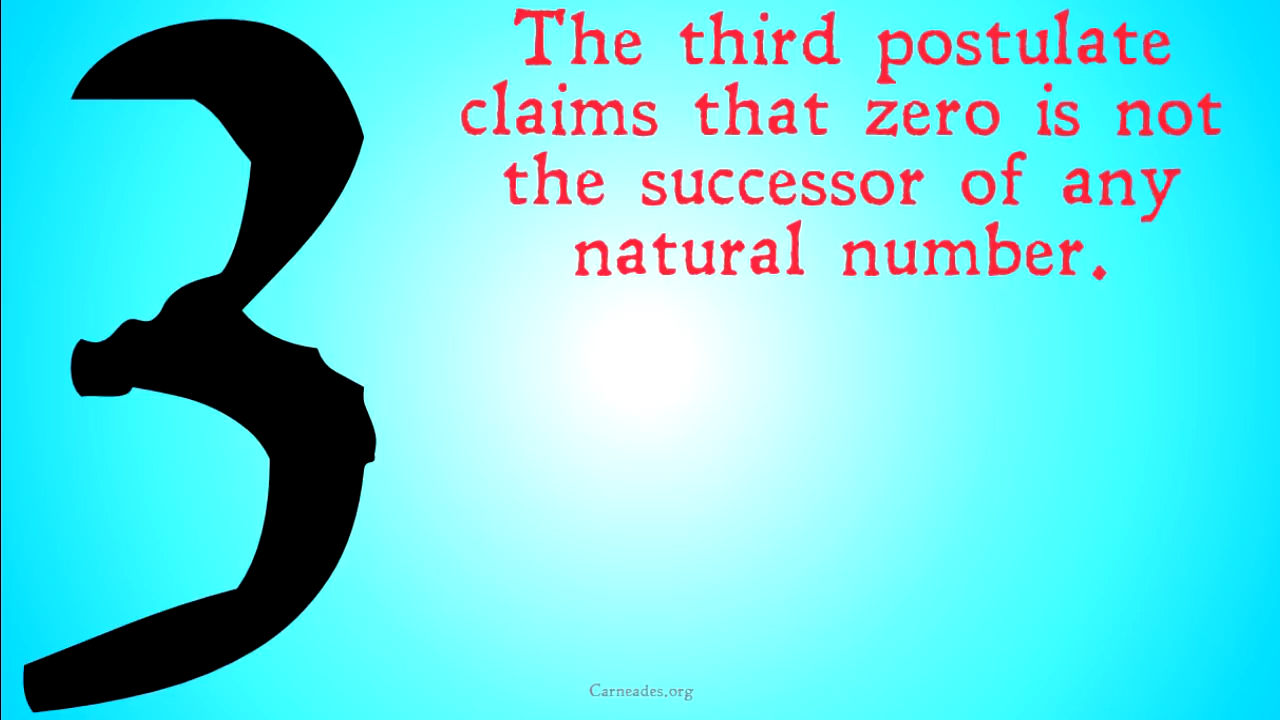 The third postulate
claims that zero is not
the successor of any
natural number.
3
Carneades.org